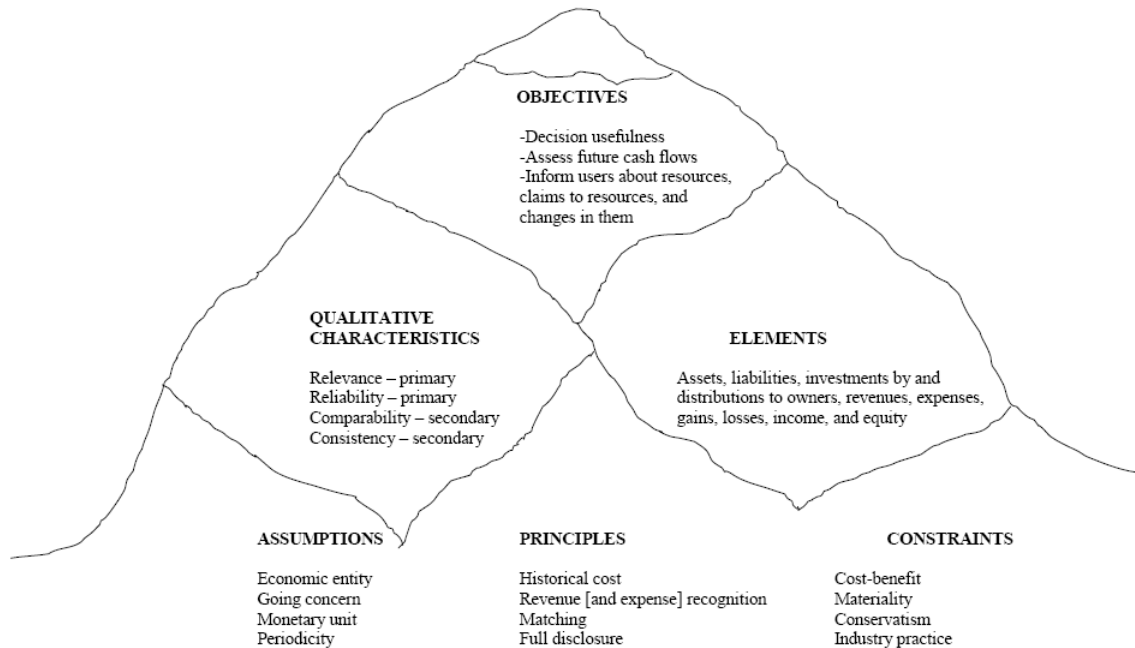 OBJECTIVES
-Decision usefulness
-Assess future cash flows
-Inform users about resources,
claims to resources, and
changes in them
QUALITATIVE
CHARACTERISTICS
Relevance – primary
Reliability – primary
Comparability – secondary
Consistency – secondary
ELEMENTS
Assets, liabilities, investments by and
distributions to owners, revenues, expenses,
gains, losses, income, and equity
ASSUMPTIONS
Economic entity
Going concern
Monetary unit
Periodicity
PRINCIPLES
Historical cost
Revenue [and expense] recognition
Matching
Full disclosure
CONSTRAINTS
Cost-benefit
Materiality
Conservatism
Industry practice